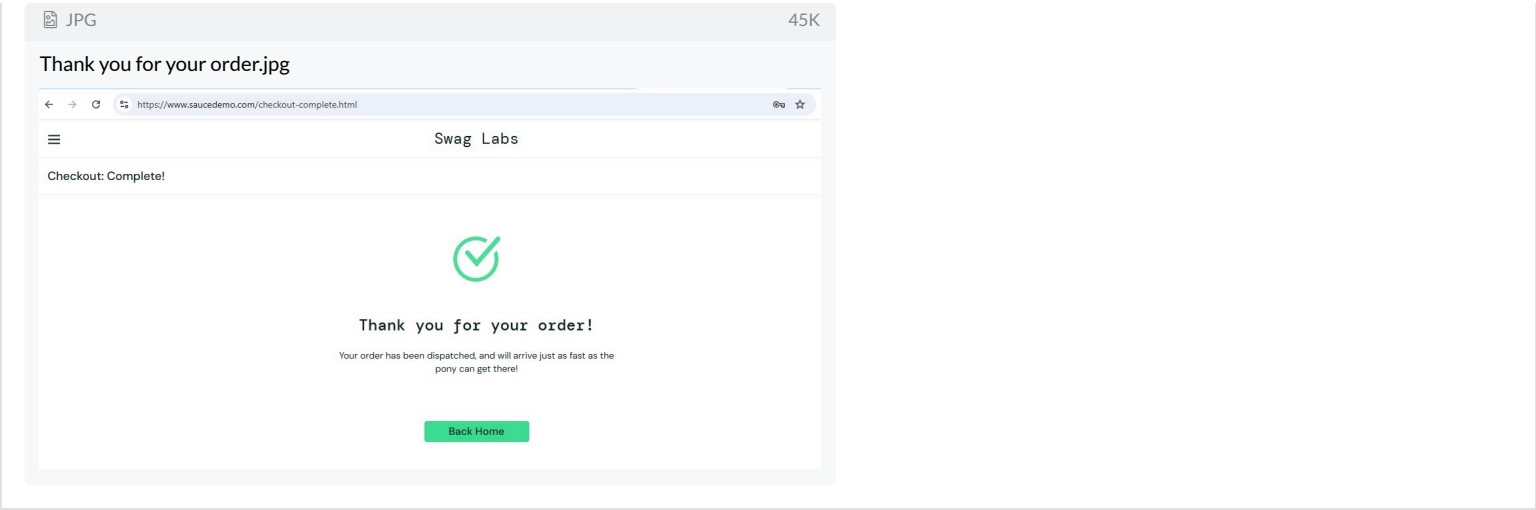 JPG 45K
Thank you for your order.jpg
https://www.saucedemo.com/checkout-complete.html
Swag Labs
Checkout: Complete!
Thank you for your order!
Your order has been dispatched, and will arrive just as fast as the
pony can get there!
Back Home